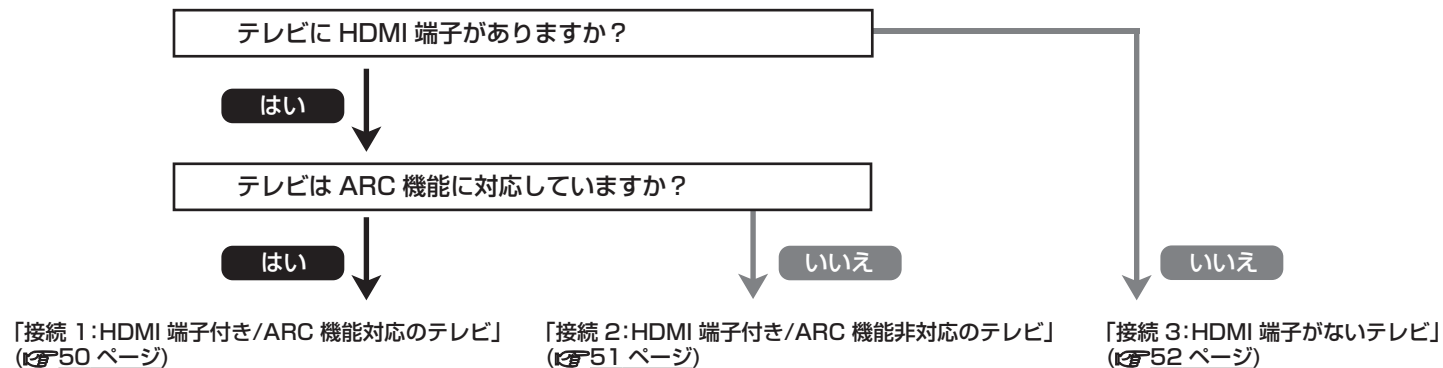 テレビに HDMI 端子がありますか？
はい
テレビは ARC 機能に対応していますか？
はい
いいえ
いいえ
「接続 1：HDMI 端子付き/ARC 機能対応のテレビ」
(☞50 ページ)
「接続 2：HDMI 端子付き/ARC 機能非対応のテレビ」
(☞51 ページ)
「接続 3：HDMI 端子がないテレビ」
(☞52 ページ)